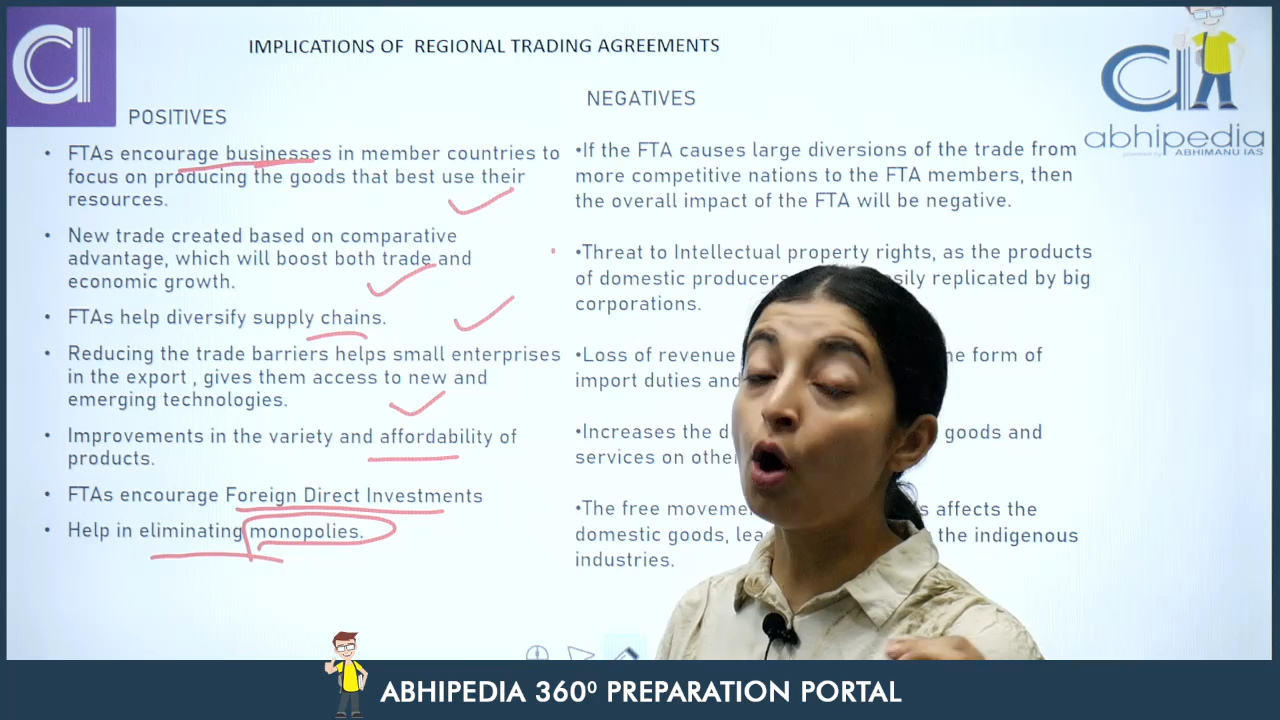 IMPLICATIONS OF REGIONAL TRADING AGREEMENTS
POSITIVES
• FTAs encourage businesses in member countries to
focus on producing the goods that best use their
resources.
• New trade created based on comparative
advantage, which will boost both trade and
economic growth.
• FTAs help diversify supply chains.
• Reducing the trade barriers helps small enterprises
in the export , gives them access to new and
emerging technologies.
• Improvements in the variety and affordability of
products.
• FTAs encourage Foreign Direct Investments
• Help in eliminating monopolies.
NEGATIVES
•If the FTA causes large diversions of the trade from
more competitive nations to the FTA members, then
the overall impact of the FTA will be negative.
•Threat to Intellectual property rights, as the products
of domestic producers replicated by big
corporations.
•Loss of revenue form of
import duties and
•Increases the goods and
services on
•The free affects the
domestic goods, the indigenous
industries.
abhipedia
powered by ABHIMANU IAS
ABHIPEDIA 360⁰ PREPARATION PORTAL